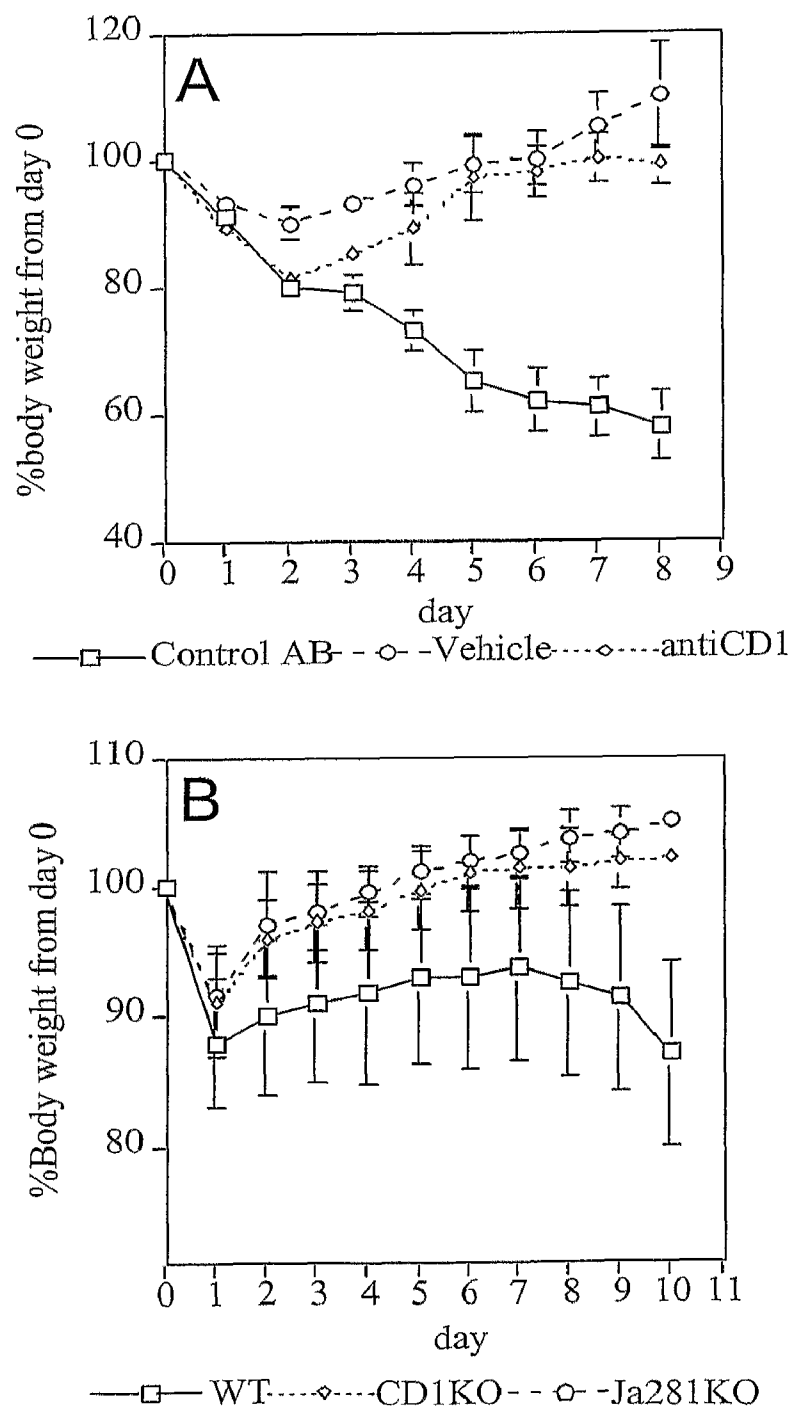 120
A
100
80
60
40
%body weight from day 0
0 1 2 3 4 5 6 7 8 9
day
Control AB Vehicle antiCD1
110
B
100
90
80
%Body weight from day 0
0 1 2 3 4 5 6 7 8 9 10 11
day
WT CD1KO Ja281KO